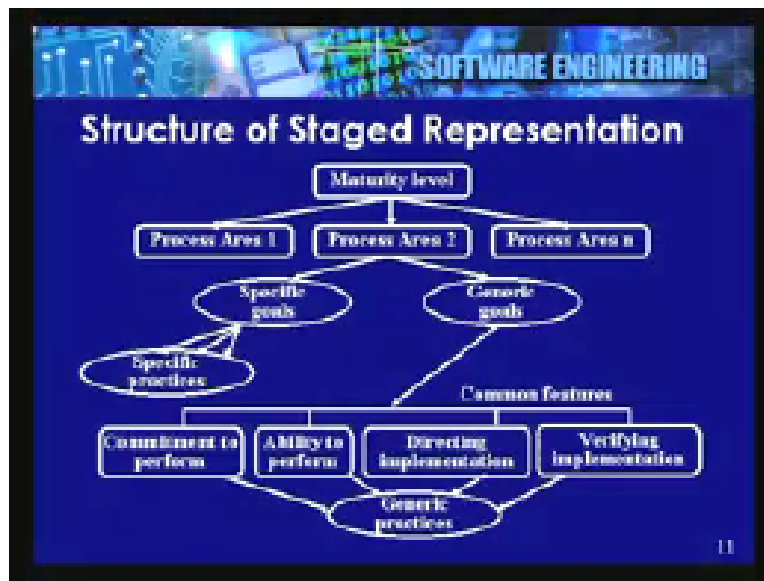 SOFTWARE ENGINEERING
Structure of Staged Representation
Maturity level
Process Area 1
Process Area 2
Process Area n
Specific
goals
Generic
goals
Specific
practices
Common features
Commitment to
perform
Ability to
perform
Directing
implementation
Verifying
implementation
Generic
practices
11